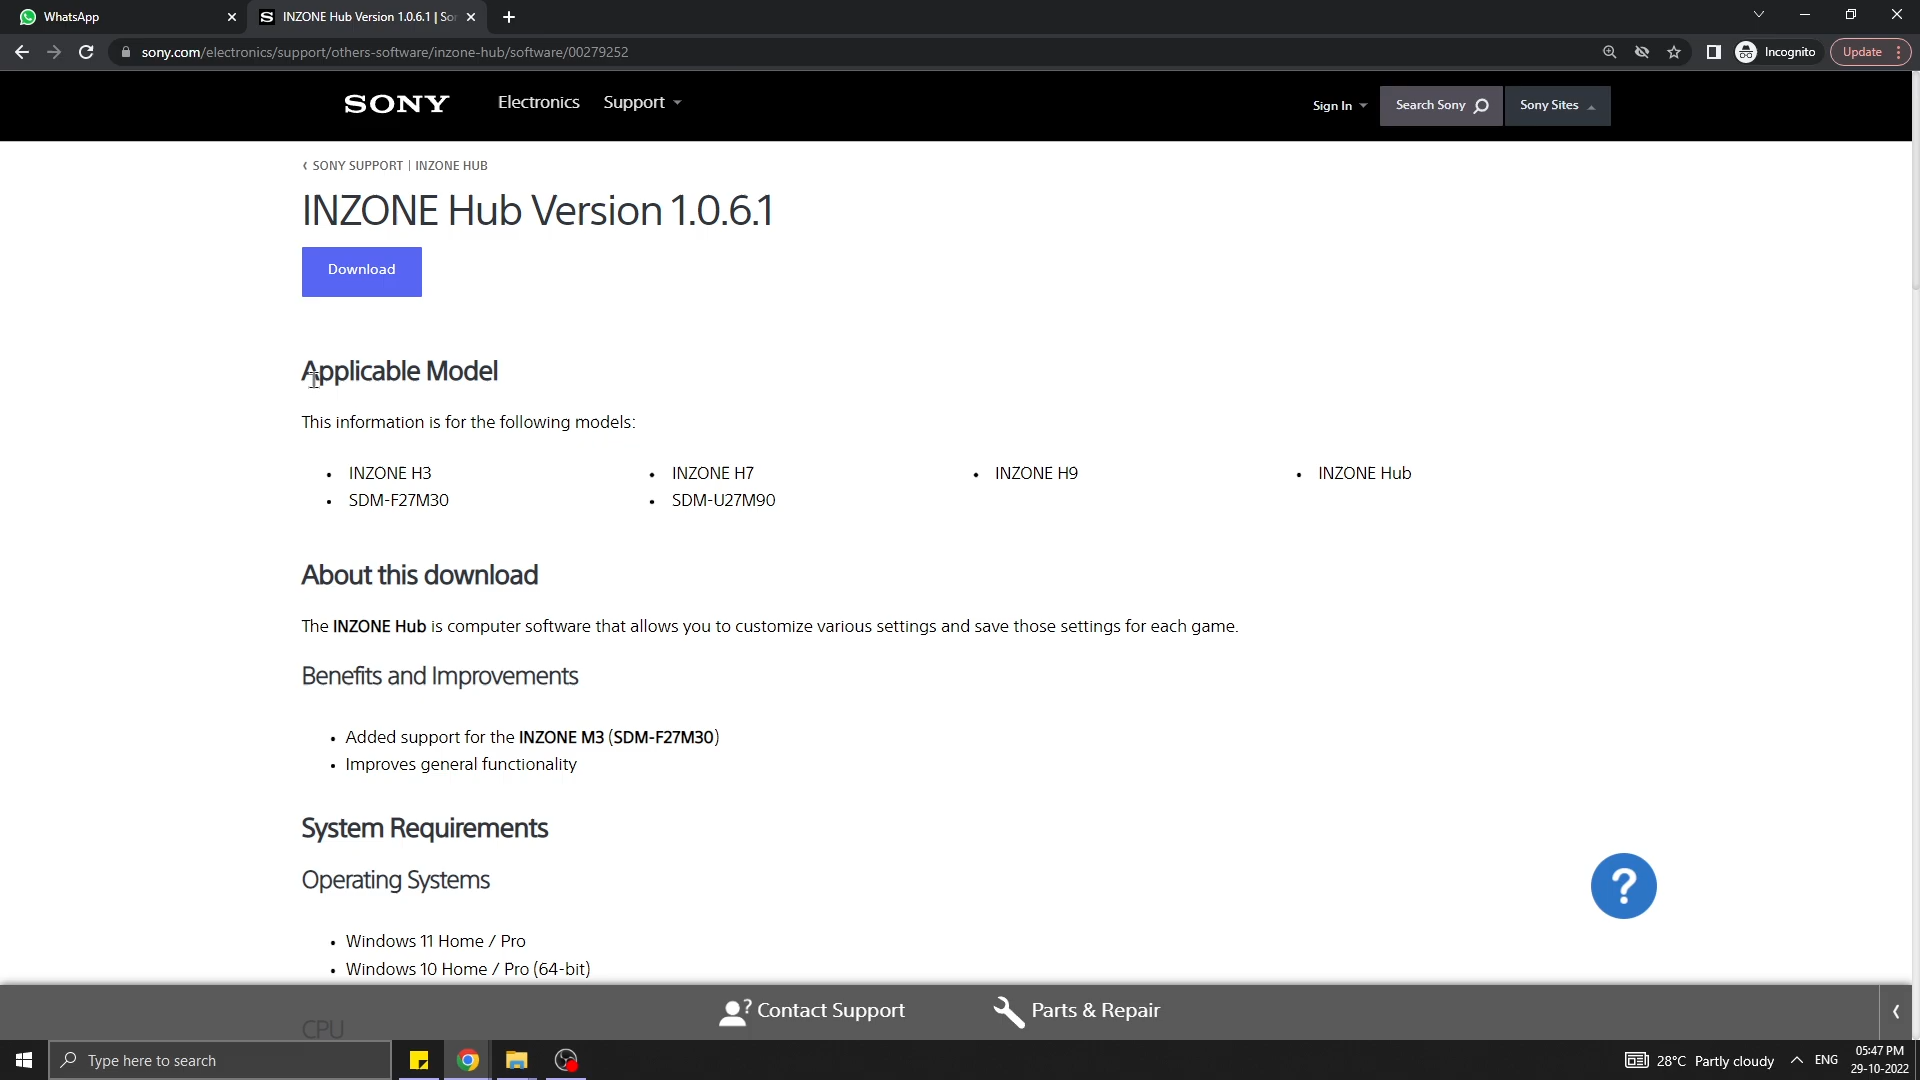 WhatsApp
INZONE Hub Version 1.0.6.1 | Sor
sony.com/electronics/support/others-software/inzone-hub/software/00279252
Incognito
Update
SONY
Electronics
Support
Sign In
Search Sony
Sony Sites
‹ SONY SUPPORT | INZONE HUB
INZONE Hub Version 1.0.6.1
Download
Applicable Model
This information is for the following models:
• INZONE H3
• INZONE H7
• INZONE H9
• INZONE Hub
• SDM-F27M30
• SDM-U27M90
About this download
The INZONE Hub is computer software that allows you to customize various settings and save those settings for each game.
Benefits and Improvements
• Added support for the INZONE M3 (SDM-F27M30)
• Improves general functionality
System Requirements
Operating Systems
• Windows 11 Home / Pro
• Windows 10 Home / Pro (64-bit)
?
? Contact Support
Parts & Repair
CPU
Type here to search
28°C Partly cloudy
ENG
05:47 PM
29-10-2022